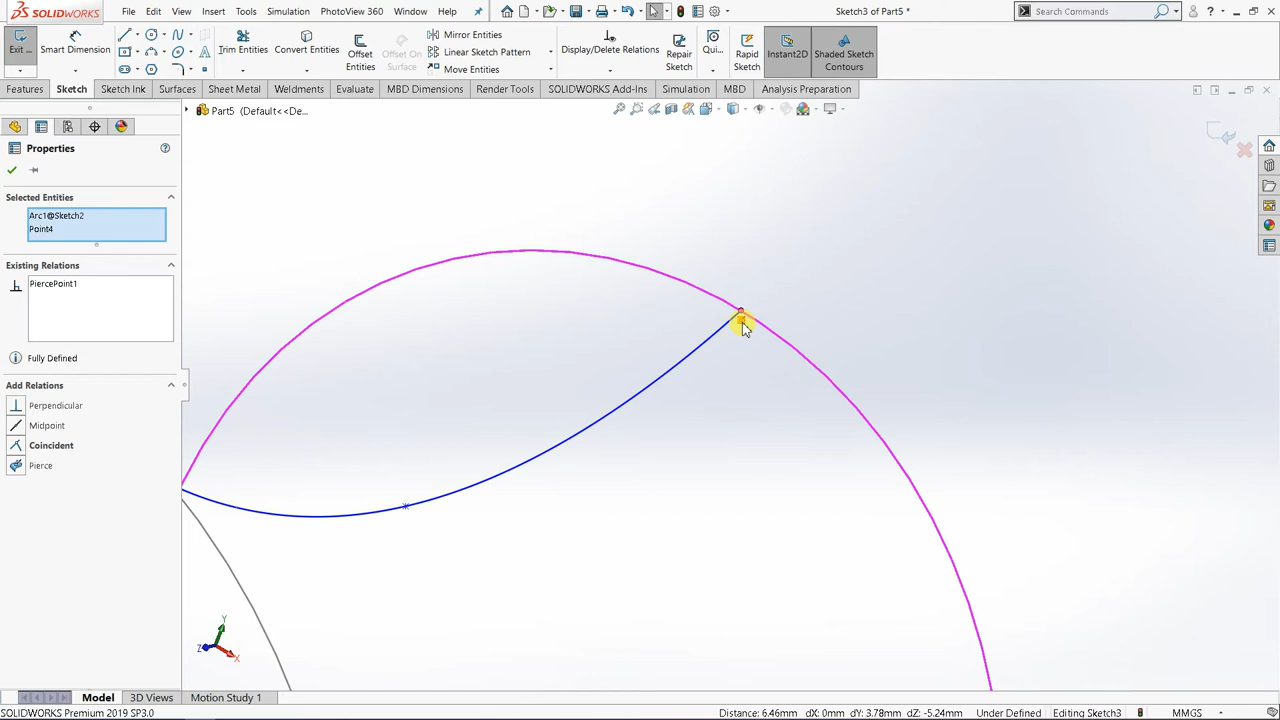 SOLIDWORKS File Edit View Insert Tools Simulation PhotoView 360 Window Help Sketch3 of Part5 * Search Commands
Exit ... Smart Dimension Trim Entities Convert Entities Offset Entities Offset On Surface Mirror Entities Linear Sketch Pattern Move Entities Display/Delete Relations Repair Sketch Qui... Rapid Sketch Instant2D Shaded Sketch Contours
Features Sketch Sketch Ink Surfaces Sheet Metal Weldments Evaluate MBD Dimensions Render Tools SOLIDWORKS Add-Ins Simulation MBD Analysis Preparation
Part5 (Default<<De...
Properties
Selected Entities
Arc1@Sketch2
Point4
Existing Relations
PiercePoint1
Fully Defined
Add Relations
Perpendicular
Midpoint
Coincident
Pierce
Y
Z X
Model 3D Views Motion Study 1
SOLIDWORKS Premium 2019 SP3.0 Distance: 6.46mm dX: 0mm dY: 3.78mm dZ: -5.24mm Under Defined Editing Sketch3 MMGS